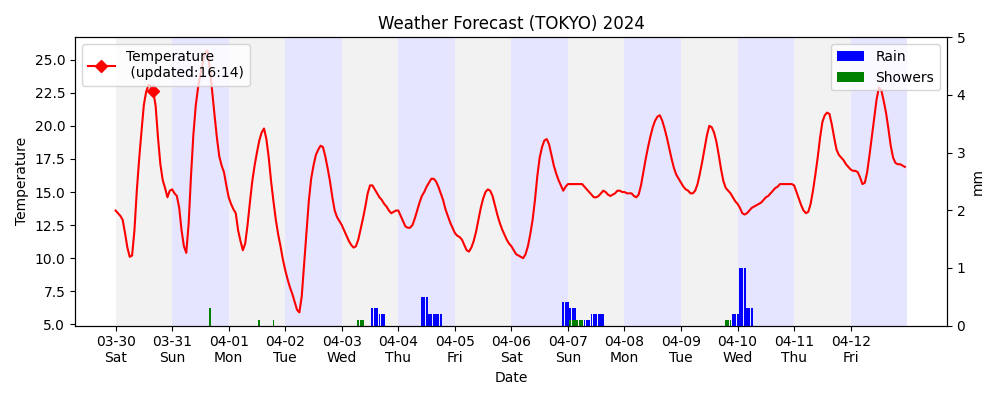 Weather Forecast (TOKYO) 2024
Temperature
(updated:16:14)
Rain
Showers
25.0
22.5
20.0
17.5
15.0
12.5
10.0
7.5
5.0
Temperature
5
4
3
2
1
0
mm
03-30 03-31 04-01 04-02 04-03 04-04 04-05 04-06 04-07 04-08 04-09 04-10 04-11 04-12
Sat Sun Mon Tue Wed Thu Fri Sat Sun Mon Tue Wed Thu Fri
Date